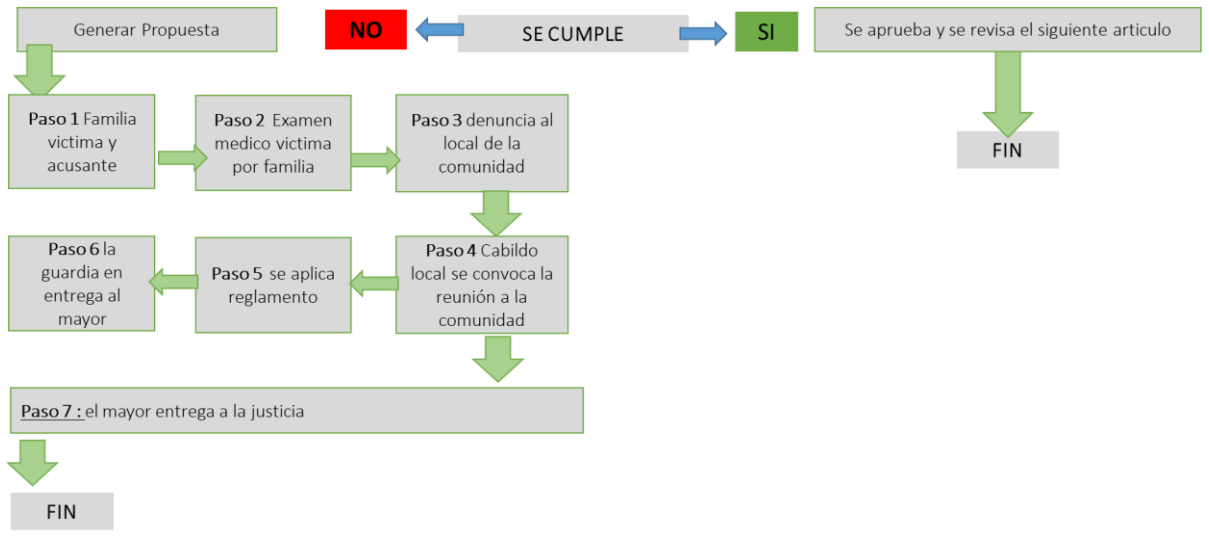 Generar Propuesta
NO
SE CUMPLE
SI
Se aprueba y se revisa el siguiente articulo
FIN
Paso 1 Familia
victima y
acusante
Paso 2 Examen
medico victima
por familia
Paso 3 denuncia al
local de la
comunidad
Paso 4 Cabildo
local se convoca la
reunión a la
comunidad
Paso 5 se aplica
reglamento
Paso 6 la
guardia en
entrega al
mayor
Paso 7 : el mayor entrega a la justicia
FIN